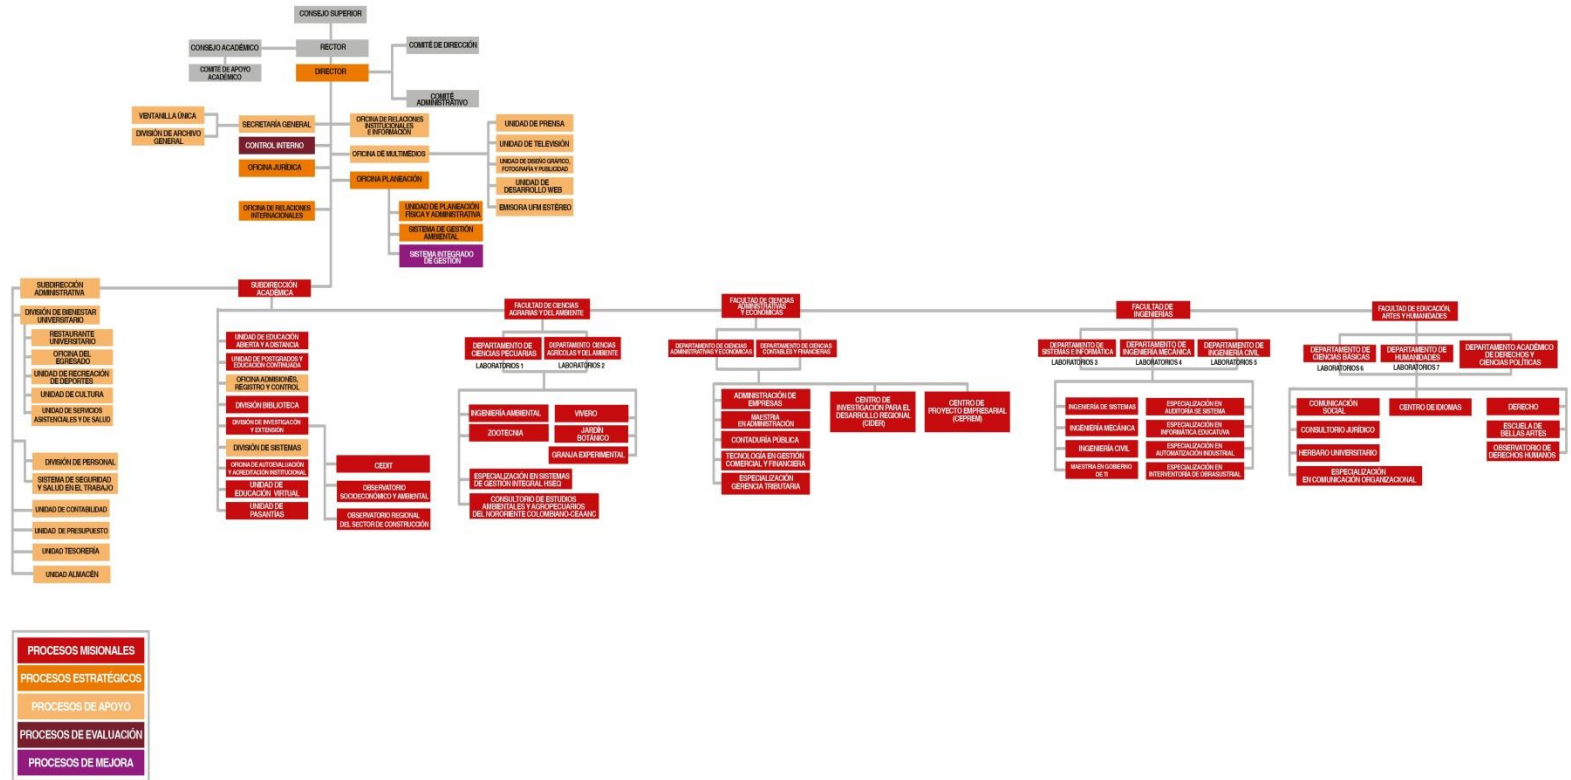 CONSEJO SUPERIOR
CONSEJO ACADÉMICO
RECTOR
COMITÉ DE DIRECCIÓN
COMITÉ DE APOYO
ACADÉMICO
DIRECTOR
COMITÉ
ADMINISTRATIVO
VENTANILLA ÚNICA
DIVISIÓN DE ARCHIVO
GENERAL
SECRETARÍA GENERAL
OFICINA DE RELACIONES
INSTITUCIONALES
E INFORMACIÓN
CONTROL INTERNO
OFICINA DE MULTIMEDIOS
OFICINA JURÍDICA
OFICINA PLANEACIÓN
OFICINA DE RELACIONES
INTERNACIONALES
UNIDAD DE PRENSA
UNIDAD DE TELEVISIÓN
UNIDAD DE DISEÑO GRÁFICO,
FOTOGRAFÍA Y PUBLICIDAD
UNIDAD DE
DESARROLLO WEB
EMISORA UFM ESTÉREO
UNIDAD DE PLANEACIÓN
FÍSICA Y ADMINISTRATIVA
SISTEMA DE GESTIÓN
AMBIENTAL
SISTEMA INTEGRADO
DE GESTIÓN
SUBDIRECCIÓN
ADMINISTRATIVA
DIVISIÓN DE BIENESTAR
UNIVERSITARIO
RESTAURANTE
UNIVERSITARIO
OFICINA DEL
EGRESADO
UNIDAD DE RECREACIÓN
DE DEPORTES
UNIDAD DE CULTURA
UNIDAD DE SERVICIOS
ASISTENCIALES Y DE SALUD
DIVISIÓN DE PERSONAL
SISTEMA DE SEGURIDAD
Y SALUD EN EL TRABAJO
UNIDAD DE CONTABILIDAD
UNIDAD DE PRESUPUESTO
UNIDAD TESORERÍA
UNIDAD ALMACÉN
SUBDIRECCIÓN
ACADÉMICA
UNIDAD DE EDUCACIÓN
ABIERTA Y A DISTANCIA
UNIDAD DE POSTGRADOS Y
EDUCACIÓN CONTINUADA
OFICINA ADMISIONES,
REGISTRO Y CONTROL
DIVISIÓN BIBLIOTECA
DIVISIÓN DE INVESTIGACIÓN
Y EXTENSIÓN
DIVISIÓN DE SISTEMAS
OFICINA DE AUTOEVALUACIÓN
Y ACREDITACIÓN INSTITUCIONAL
UNIDAD DE
EDUCACIÓN VIRTUAL
UNIDAD DE
PASANTÍAS
CEDIT
OBSERVATORIO
SOCIOECONÓMICO Y AMBIENTAL
OBSERVATORIO REGIONAL
DEL SECTOR DE CONSTRUCCIÓN
FACULTAD DE CIENCIAS
AGRARIAS Y DEL AMBIENTE
DEPARTAMENTO DE
CIENCIAS PECUARIAS
DEPARTAMENTO CIENCIAS
AGRÍCOLAS Y DEL AMBIENTE
LABORATORIOS 1
LABORATORIOS 2
INGENIERÍA AMBIENTAL
VIVERO
ZOOTECNIA
JARDÍN
BOTÁNICO
GRANJA EXPERIMENTAL
ESPECIALIZACIÓN EN SISTEMAS
DE GESTIÓN INTEGRAL HSEQ
CONSULTORIO DE ESTUDIOS
AMBIENTALES Y AGROPECUARIOS
DEL NORORIENTE COLOMBIANO-CEAANC
FACULTAD DE CIENCIAS
ADMINISTRATIVAS
Y ECONÓMICAS
DEPARTAMENTO DE CIENCIAS
ADMINISTRATIVAS Y ECONOMICAS
DEPARTAMENTO DE CIENCIAS
CONTABLES Y FINANCIERAS
ADMINISTRACIÓN DE
EMPRESAS
MAESTRIA
EN ADMINISTRACIÓN
CONTADURÍA PÚBLICA
TECNOLOGÍA EN GESTIÓN
COMERCIAL Y FINANCIERA
ESPECIALIZACIÓN
GERENCIA TRIBUTARIA
CENTRO DE
INVESTIGACIÓN PARA EL
DESARROLLO REGIONAL
(CIDER)
CENTRO DE
PROYECTO EMPRESARIAL
(CEPREM)
FACULTAD DE
INGENIERÍAS
DEPARTAMENTO DE
SISTEMAS E INFORMÁTICA
DEPARTAMENTO DE
INGENIERÍA MECÁNICA
DEPARTAMENTO DE
INGENIERÍA CIVIL
LABORATORIOS 3
LABORATORIOS 4
LABORATORIOS 5
INGENIERÍA DE SISTEMAS
ESPECIALIZACIÓN EN
AUDITORÍA DE SISTEMA
INGENIERÍA MECÁNICA
ESPECIALIZACIÓN EN
INFORMÁTICA EDUCATUVA
INGENIERÍA CIVIL
ESPECIALIZACIÓN EN
AUTOMATIZACIÓN INDUSTRIAL
MAESTRIA EN GOBIERNO
DE TI
ESPECIALIZACIÓN EN
INTERVENTORIA DE OBRASUSTRIAL
FACULTAD DE EDUCACIÓN,
ARTES Y HUMANIDADES
DEPARTAMENTO DE
CIENCIAS BÁSICAS
DEPARTAMENTO DE
HUMANIDADES
DEPARTAMENTO ACADÉMICO
DE DERECHOS Y
CIENCIAS POLÍTICAS
LABORATORIOS 6
LABORATORIOS 7
COMUNICACIÓN
SOCIAL
CENTRO DE IDIOMAS
DERECHO
CONSULTORIO JURÍDICO
ESCUELA DE
BELLAS ARTES
HERBARO UNIVERSITARIO
OBSERVATORIO DE
DERECHOS HUMANOS
ESPECIALIZACIÓN
EN COMUNICACIÓN ORGANIZACIONAL
PROCESOS MISIONALES
PROCESOS ESTRATÉGICOS
PROCESOS DE APOYO
PROCESOS DE EVALUACIÓN
PROCESOS DE MEJORA